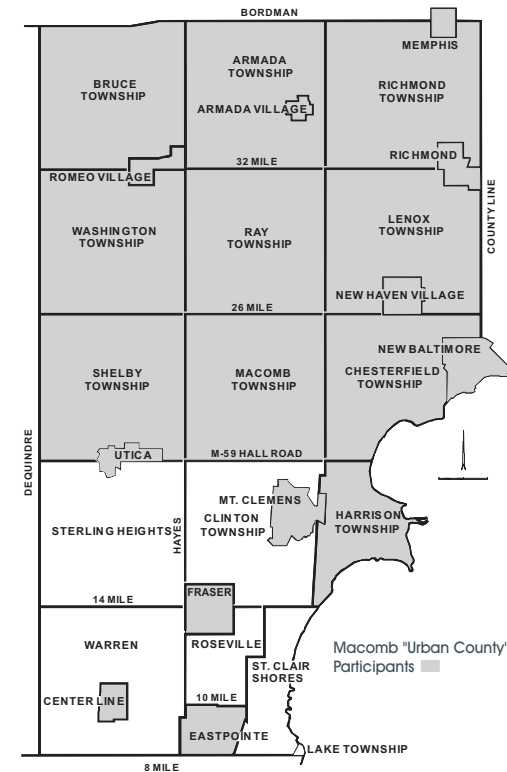 BORDMAN
MEMPHIS
ARMADA
TOWNSHIP
BRUCE
TOWNSHIP
RICHMOND
TOWNSHIP
ARMADA VILLAGE
RICHMOND
32 MILE
ROMEO VILLAGE
COUNTY LINE
WASHINGTON
TOWNSHIP
RAY
TOWNSHIP
LENOX
TOWNSHIP
NEW HAVEN VILLAGE
26 MILE
NEW BALTIMORE
SHELBY
TOWNSHIP
MACOMB
TOWNSHIP
CHESTERFIELD
TOWNSHIP
DEQUINDRE
UTICA
M-59 HALL ROAD
MT. CLEMENS
CLINTON
TOWNSHIP
HARRISON
TOWNSHIP
STERLING HEIGHTS
HAYES
14 MILE
FRASER
WARREN
ROSEVILLE
Macomb "Urban County"
Participants
ST. CLAIR
SHORES
CENTER LINE
10 MILE
EASTPOINTE
LAKE TOWNSHIP
8 MILE